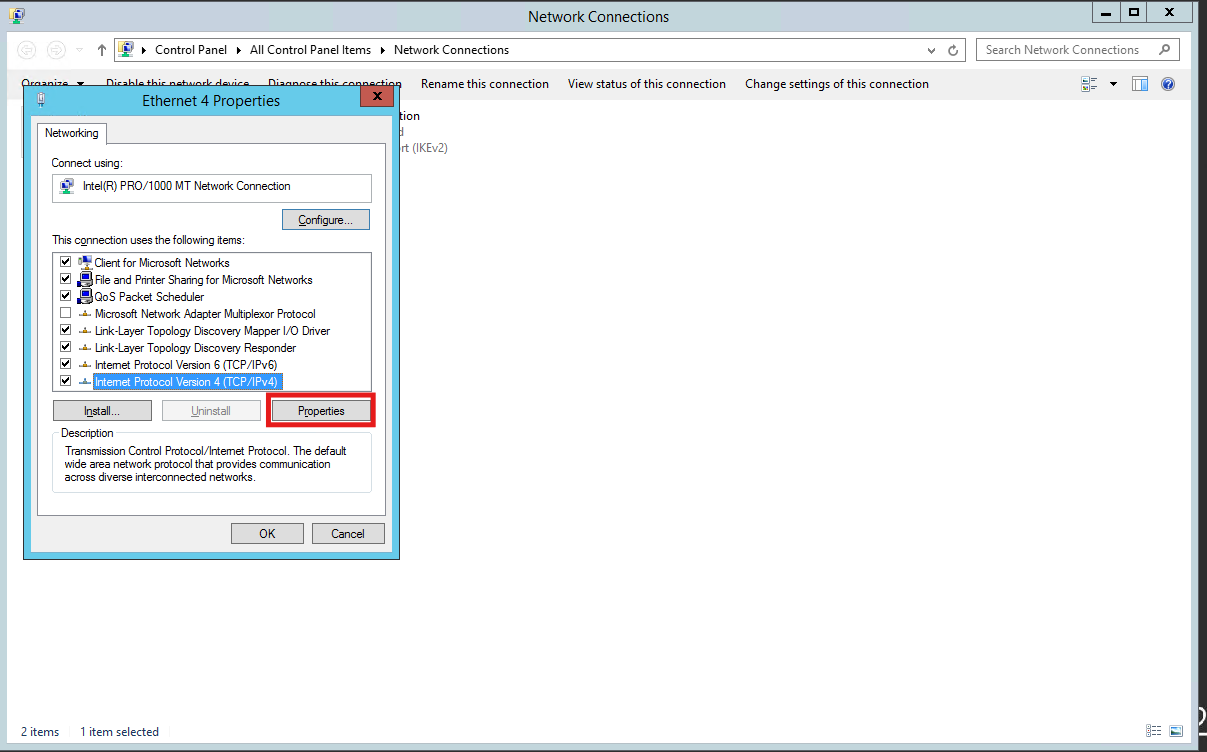 Network Connections
Control Panel All Control Panel Items Network Connections
Search Network Connections
Organize Disable this network device Diagnose this connection Rename this connection View status of this connection Change settings of this connection
Ethernet 4 Properties
Networking
Connect using:
Intel(R) PRO/1000 MT Network Connection
Configure...
This connection uses the following items:
Client for Microsoft Networks
File and Printer Sharing for Microsoft Networks
QoS Packet Scheduler
Microsoft Network Adapter Multiplexor Protocol
Link-Layer Topology Discovery Mapper I/O Driver
Link-Layer Topology Discovery Responder
Internet Protocol Version 6 (TCP/IPv6)
Internet Protocol Version 4 (TCP/IPv4)
Install... Uninstall Properties
Description
Transmission Control Protocol/Internet Protocol. The default
wide area network protocol that provides communication
across diverse interconnected networks.
OK Cancel
(IKEv2)
2 items 1 item selected